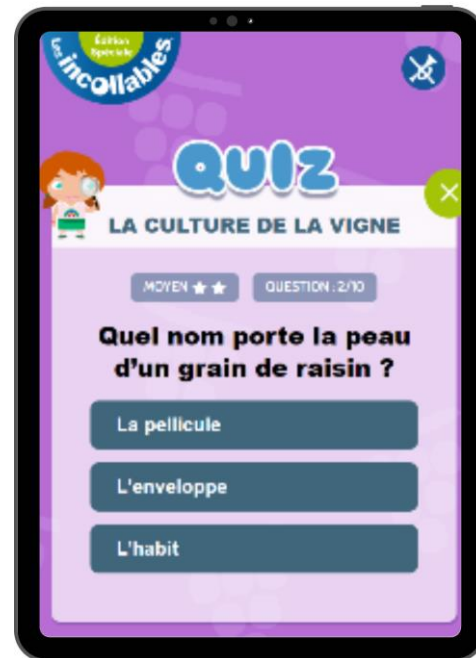 Édition
Spéciale
Les
incollables
QUIZ
LA CULTURE DE LA VIGNE
MOYEN ★★
QUESTION : 2/10
Quel nom porte la peau
d'un grain de raisin ?
La pellicule
L'enveloppe
L'habit